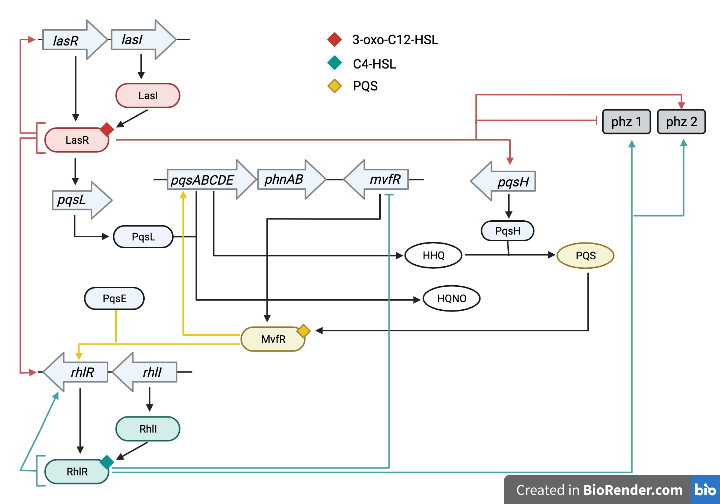 lasR lasI
3-oxo-C12-HSL
C4-HSL
PQS
LasI
LasR
phz 1 phz 2
pqsABCDE phnAB mvfR pqsH
pqsL
PqsL
PqsH
HHQ
PQS
PqsE
HQNO
MvfR
rhlR rhlI
RhlI
RhlR
Created in BioRender.com bio